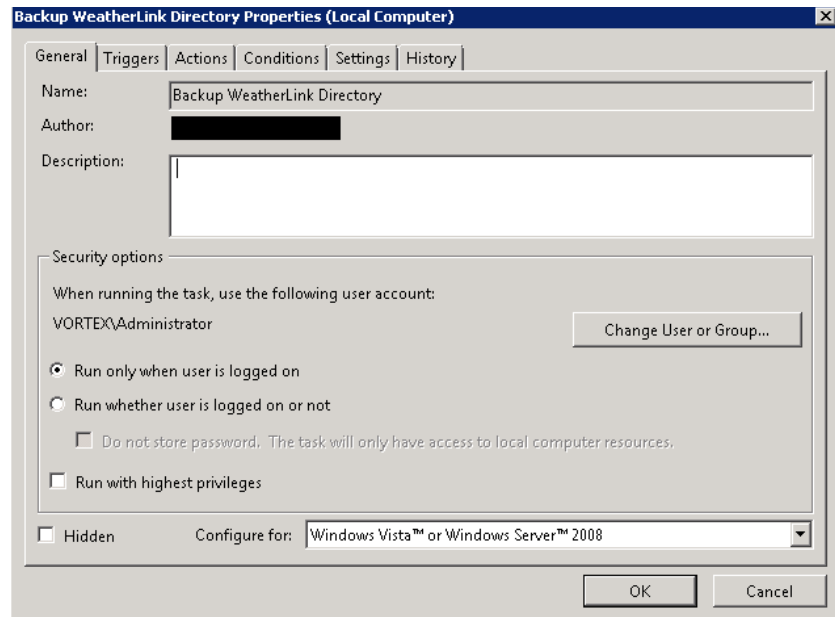 Backup WeatherLink Directory Properties (Local Computer)
General Triggers Actions Conditions Settings History
Name: Backup WeatherLink Directory
Author:
Description:
Security options
When running the task, use the following user account:
VORTEX\Administrator
Change User or Group...
Run only when user is logged on
Run whether user is logged on or not
Do not store password. The task will only have access to local computer resources.
Run with highest privileges
Hidden Configure for: Windows Vista™ or Windows Server™ 2008
OK Cancel